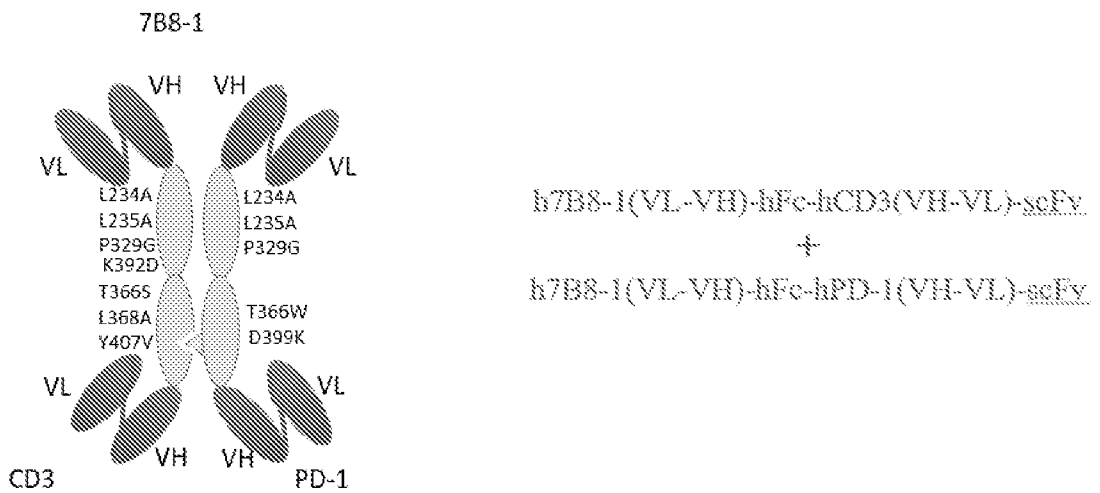 7B8-1
VH VH
VL VL
L234A L234A
L235A L235A
P329G P329G
K392D
T366S T366W
L368A D399K
Y407V
VL VL
VH VH
CD3 PD-1
h7B8-1(VL-VH)-hFc-hCD3(VH-VL)-scFv
+
h7B8-1(VL-VH)-hFc-hPD-1(VH-VL)-scFv